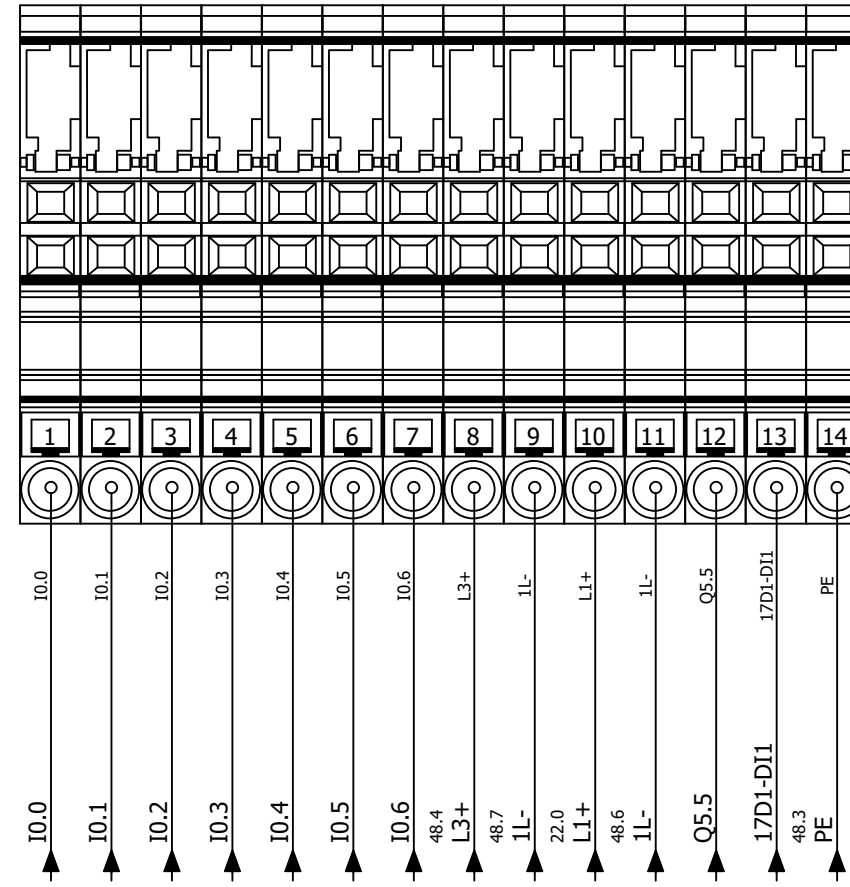 1 2 3 4 5 6 7 8 9 10 11 12 13 14
I0.0 I0.1 I0.2 I0.3 I0.4 I0.5 I0.6 L3+ 1L- L1+ 1L- Q5.5 17D1-DI1 PE
48.4 48.7 22.0 48.6 48.3
I0.0 I0.1 I0.2 I0.3 I0.4 I0.5 I0.6 L3+ 1L- L1+ 1L- Q5.5 17D1-DI1 PE